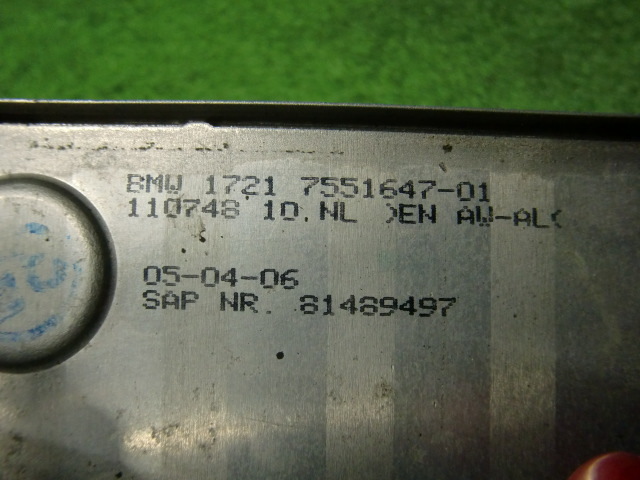 BMW 1721 7551647-01
110748 10.NL >EN AW-AL<
05-04-06
SAP NR. 81489497